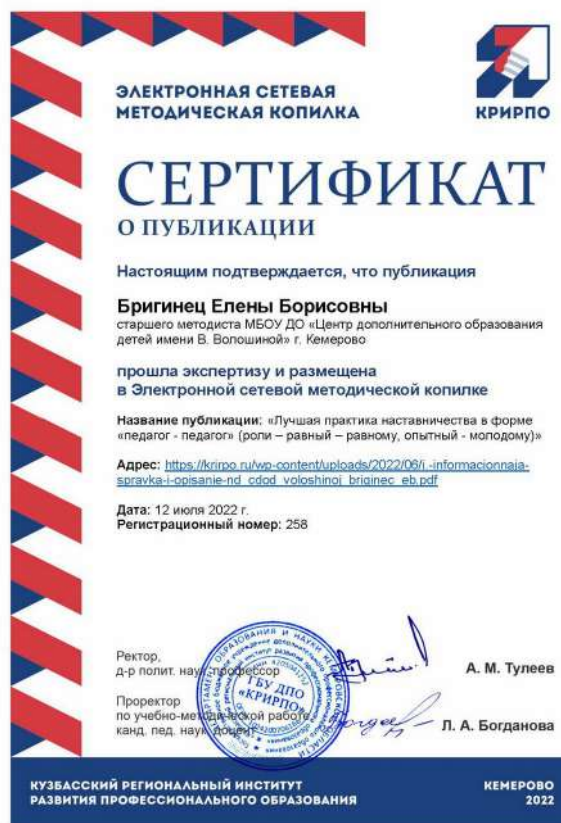 ЭЛЕКТРОННАЯ СЕТЕВАЯ
МЕТОДИЧЕСКАЯ КОПИЛКА
КРИРПО
СЕРТИФИКАТ
О ПУБЛИКАЦИИ
Настоящим подтверждается, что публикация
Бригинец Елены Борисовны
старшего методиста МБОУ ДО «Центр дополнительного образования
детей имени В. Волошиной» г. Кемерово
прошла экспертизу и размещена
в Электронной сетевой методической копилке
Название публикации: «Лучшая практика наставничества в форме
«педагог - педагог» (роли – равный – равному, опытный - молодому)»
Адрес: https://krirpo.ru/wp-content/uploads/2022/06/j.-informacionnaja-
spravka-i-opisanie-nd_cdod_voloshinoj_briginec_eb.pdf
Дата: 12 июля 2022 г.
Регистрационный номер: 258
Ректор,
д-р полит. наук, профессор
А. М. Тулеев
Проректор
по учебно-методической работе,
канд. пед. наук, доцент
Л. А. Богданова
ГБУ ДПО
«КРИРПО»
КУЗБАССКИЙ РЕГИОНАЛЬНЫЙ ИНСТИТУТ
РАЗВИТИЯ ПРОФЕССИОНАЛЬНОГО ОБРАЗОВАНИЯ
КЕМЕРОВО
2022